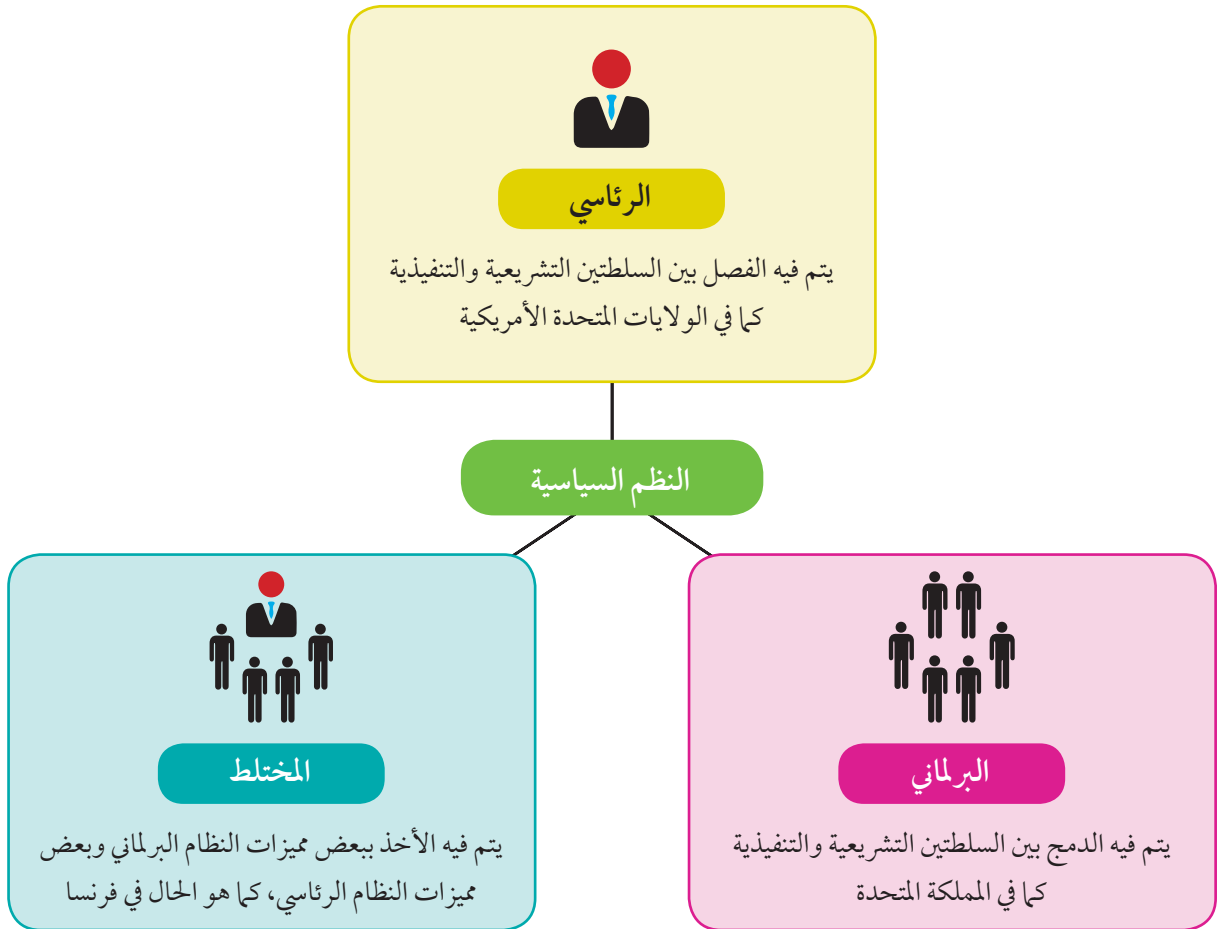 الرئاسي
يتم فيه الفصل بين السلطتين التشريعية والتنفيذية
كما في الولايات المتحدة الأمريكية
النظم السياسية
البرلماني
يتم فيه الدمج بين السلطتين التشريعية والتنفيذية
كما في المملكة المتحدة
المختلط
يتم فيه الأخذ ببعض مميزات النظام البرلماني وبعض
مميزات النظام الرئاسي، كما هو الحال في فرنسا